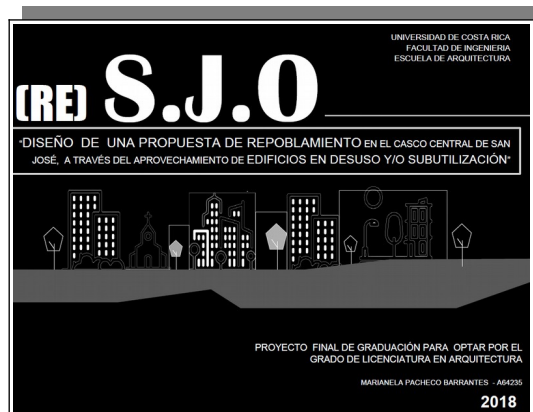 UNIVERSIDAD DE COSTA RICA
FACULTAD DE INGENIERIA
ESCUELA DE ARQUITECTURA
(RE) S.J.O
"DISEÑO DE UNA PROPUESTA DE REPOBLAMIENTO EN EL CASCO CENTRAL DE SAN
JOSÉ, A TRAVÉS DEL APROVECHAMIENTO DE EDIFICIOS EN DESUSO Y/O SUBUTILIZACIÓN"
PROYECTO FINAL DE GRADUACIÓN PARA OPTAR POR EL
GRADO DE LICENCIATURA EN ARQUITECTURA
MARIANELA PACHECO BARRANTES - A64235
2018